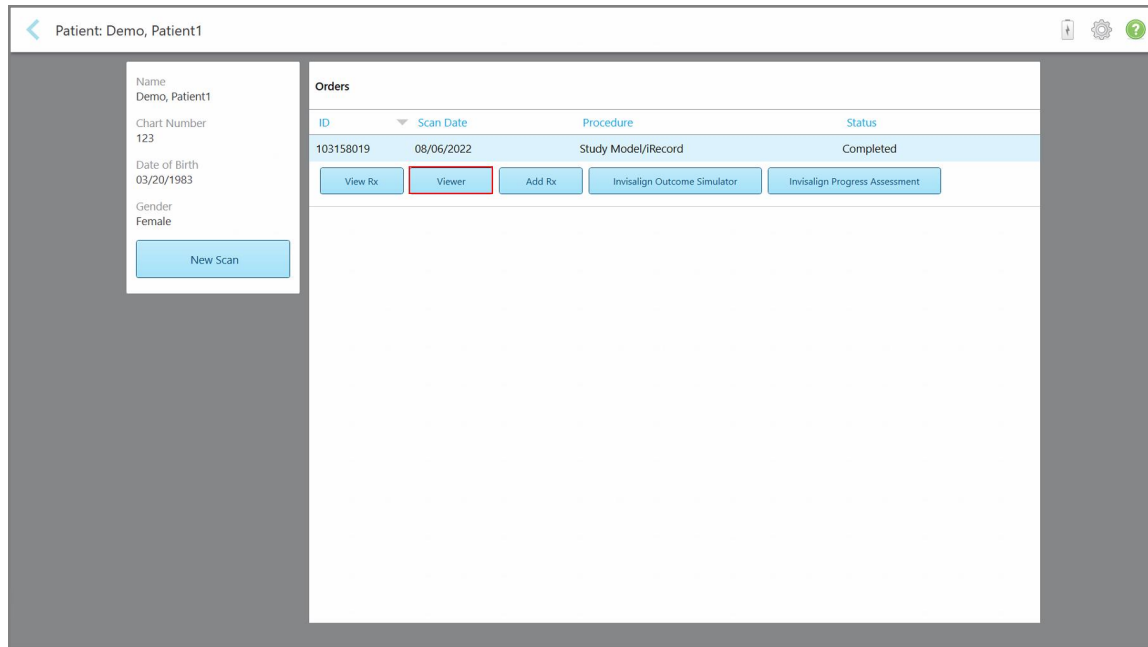 Patient: Demo, Patient1
?
Name
Demo, Patient1
Chart Number
123
Date of Birth
03/20/1983
Gender
Female
New Scan
Orders
ID Scan Date Procedure Status
103158019 08/06/2022 Study Model/iRecord Completed
View Rx Viewer Add Rx Invisalign Outcome Simulator Invisalign Progress Assessment